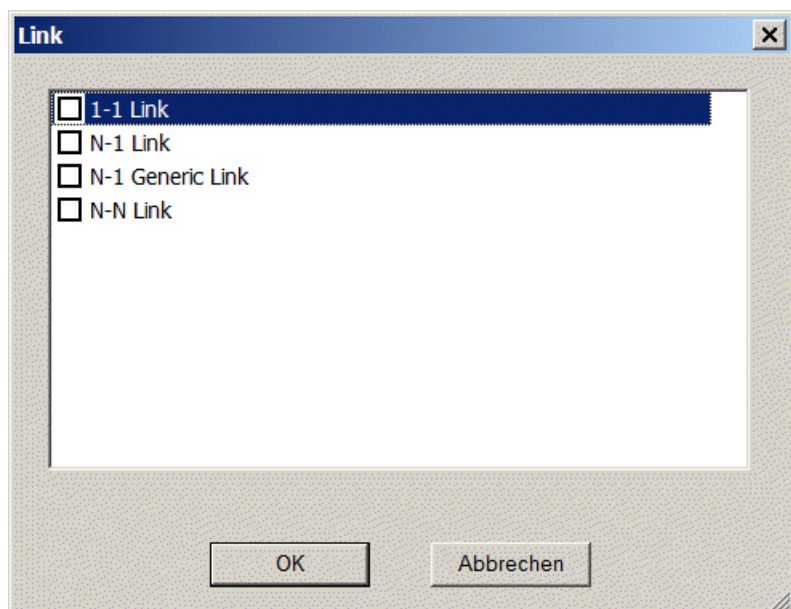 Link
1-1 Link
N-1 Link
N-1 Generic Link
N-N Link
OK
Abbrechen